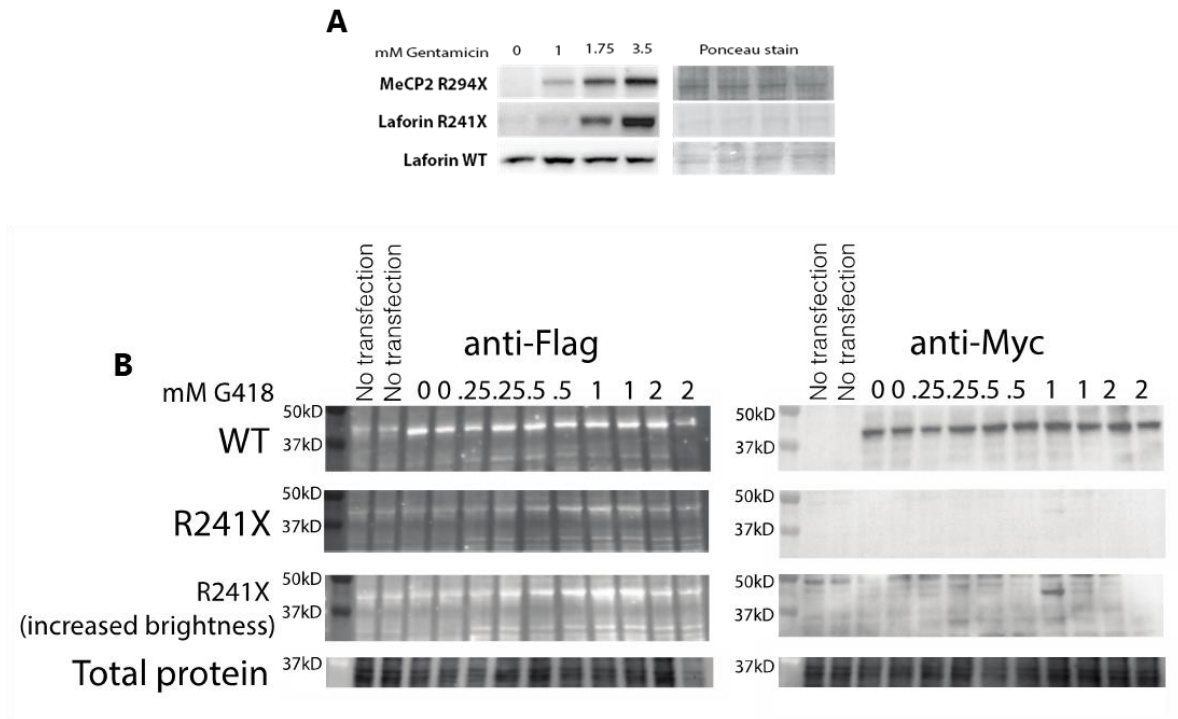 A
mM Gentamicin 0 1 1.75 3.5 Ponceau stain
MeCP2 R294X
Laforin R241X
Laforin WT
B
No transfection No transfection anti-Flag
No transfection No transfection anti-Myc
mM G418 0 0 .25 .25 .5 .5 1 1 2 2
0 0 .25 .25 .5 .5 1 1 2 2
WT
50kD
37kD
50kD
37kD
R241X
50kD
37kD
50kD
37kD
R241X
(increased brightness)
50kD
37kD
50kD
37kD
Total protein 37kD
37kD